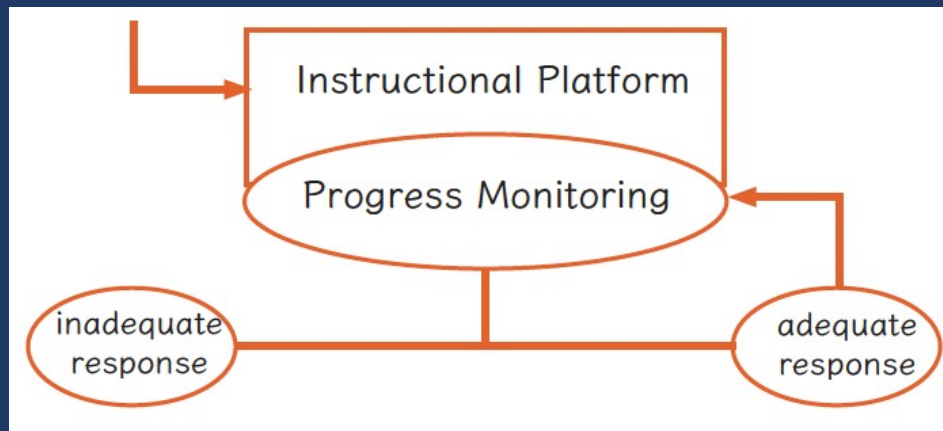 Instructional Platform
Progress Monitoring
inadequate
response
adequate
response